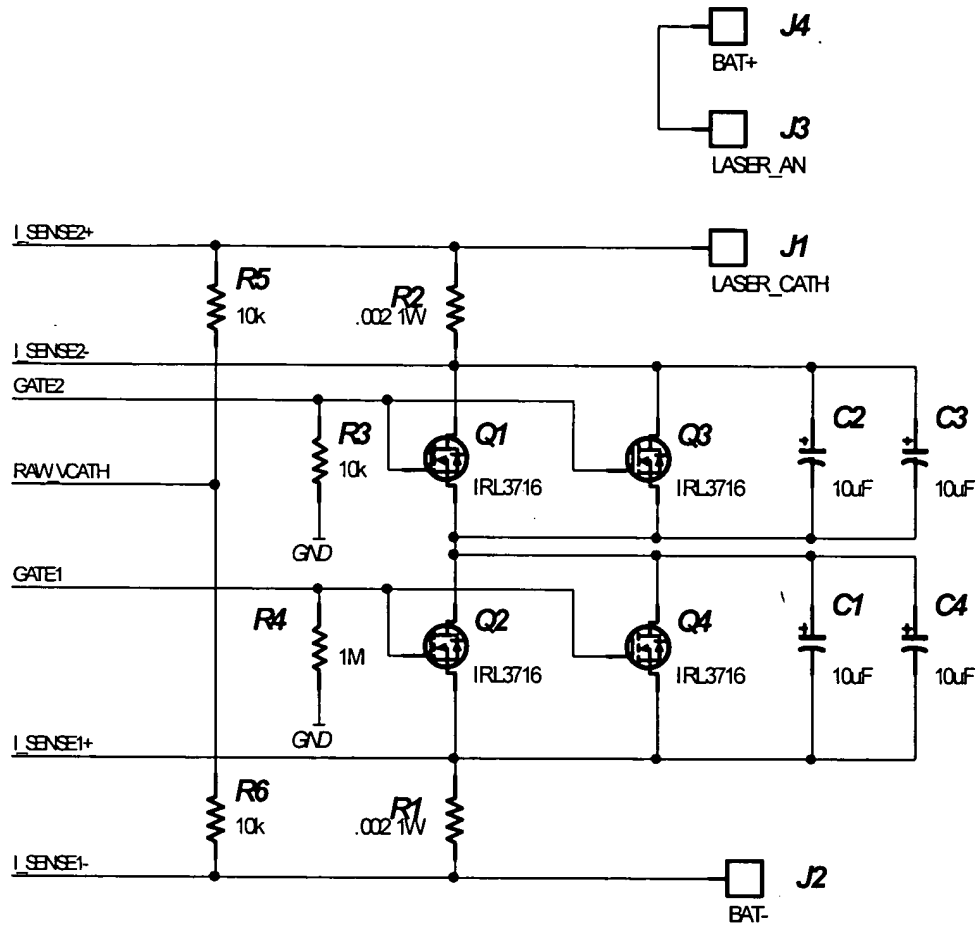 J4
BAT+
J3
LASER_AN
I_SENSE2+
J1
LASER_CATH
R5
10k
R2
.002 1W
I_SENSE2-
GATE2
R3
10k
Q1
IRL3716
Q3
IRL3716
C2
10uF
C3
10uF
RAW_VCATH
GND
GATE1
R4
1M
Q2
IRL3716
Q4
IRL3716
C1
10uF
C4
10uF
GND
I_SENSE1+
R6
10k
R1
.002 1W
I_SENSE1-
J2
BAT-